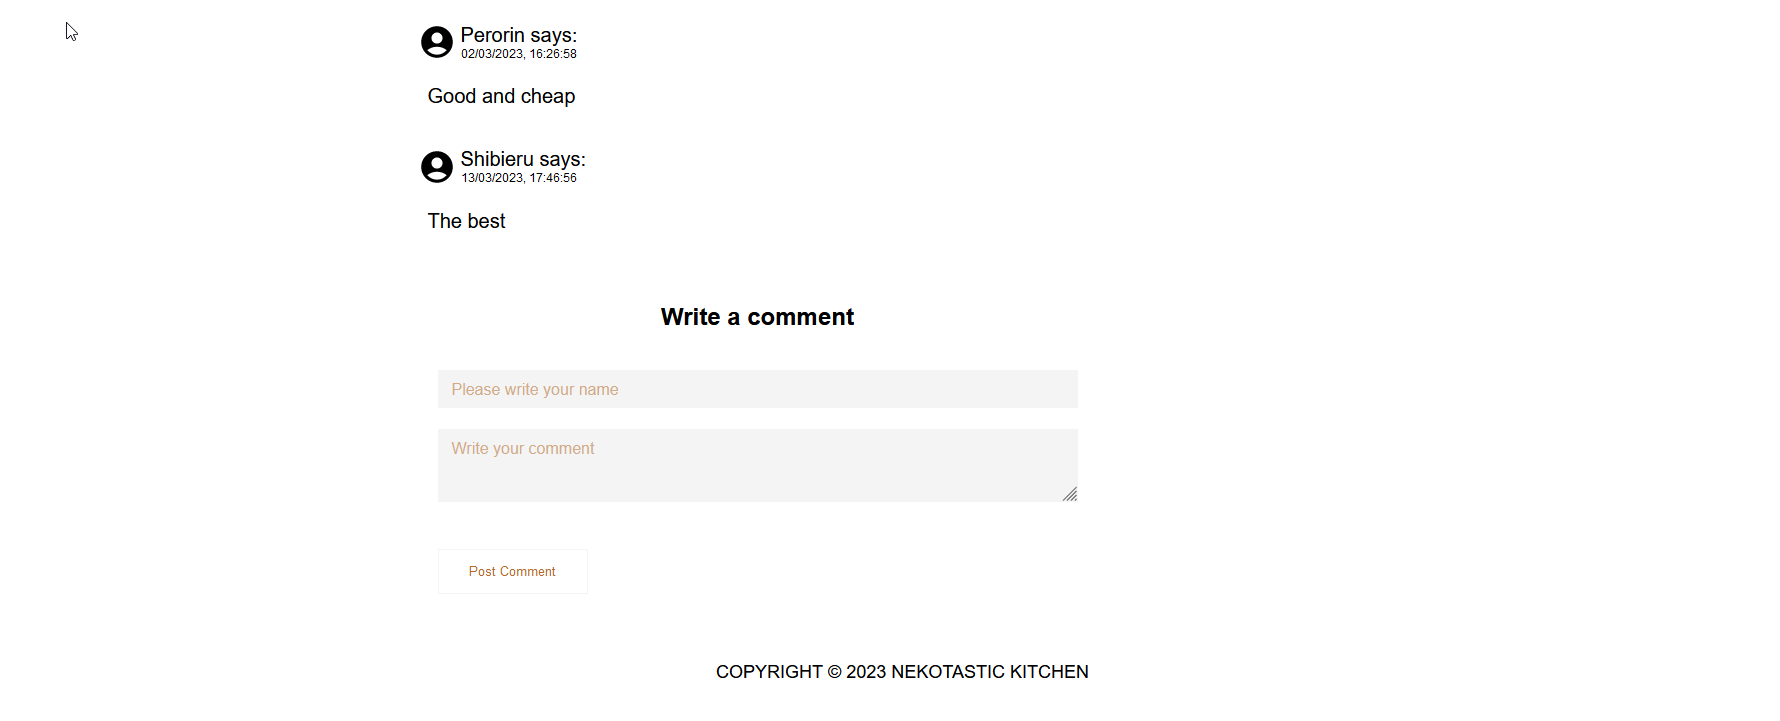 Perorin says:
02/03/2023, 16:26:58
Good and cheap
Shibieru says:
13/03/2023, 17:46:56
The best
Write a comment
Please write your name
Write your comment
Post Comment
COPYRIGHT © 2023 NEKOTASTIC KITCHEN